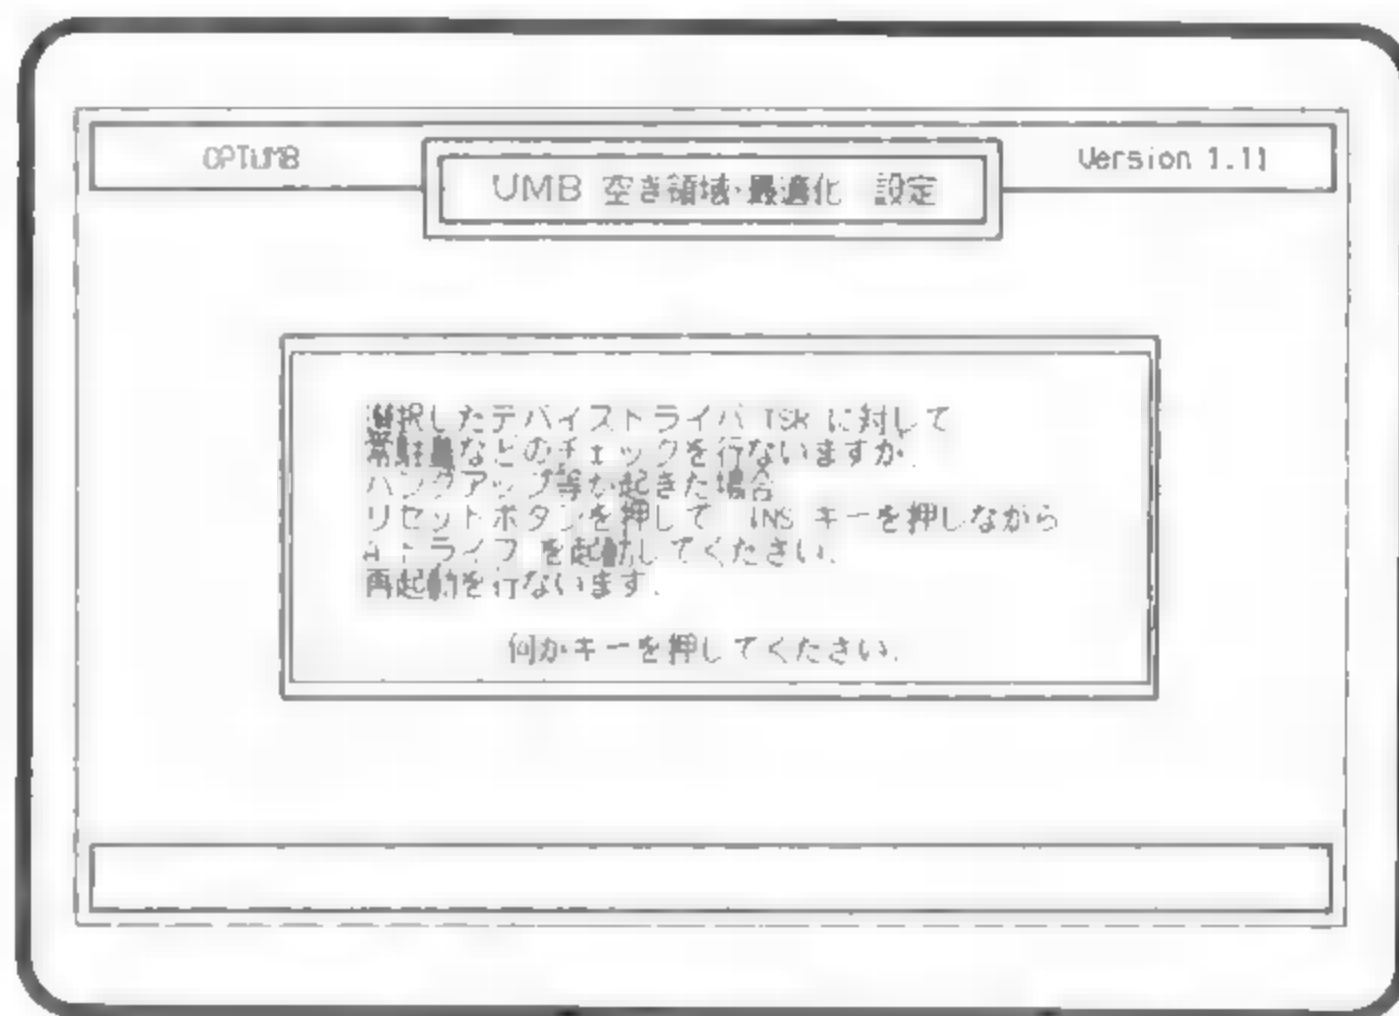 OPTUMB
UMB 空き領域・最適化 設定
Version 1.11
選択したデバイスドライバ TSR に対して
常駐量などのチェックを行ないますか.
ハングアップ等が起きた場合
リセットボタンを押して INS キーを押しながら
A ドライブ を起動してください.
再起動を行ないます.
何かキーを押してください.